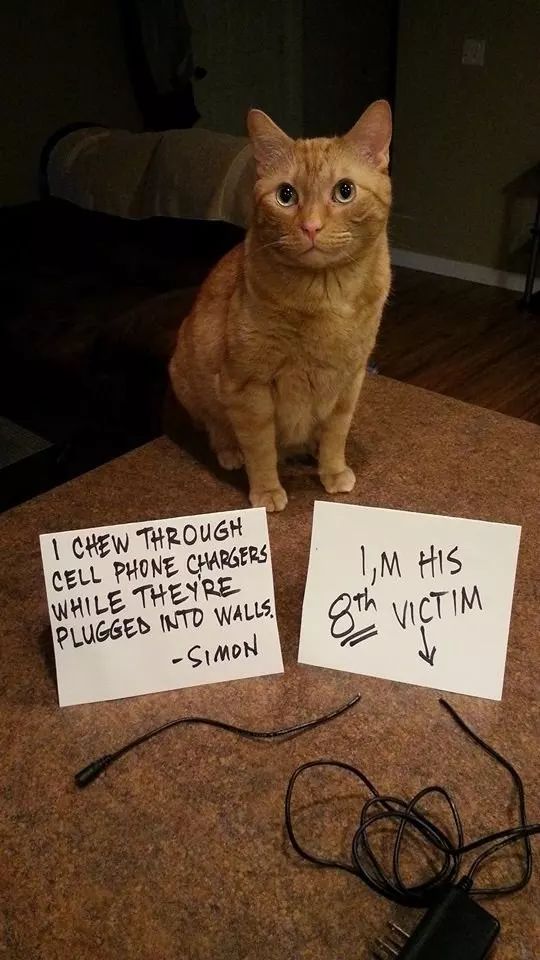 I CHEW THROUGH
CELL PHONE CHARGERS
WHILE THEY'RE
PLUGGED INTO WALLS.
-SIMON
I,M HIS
8th VICTIM